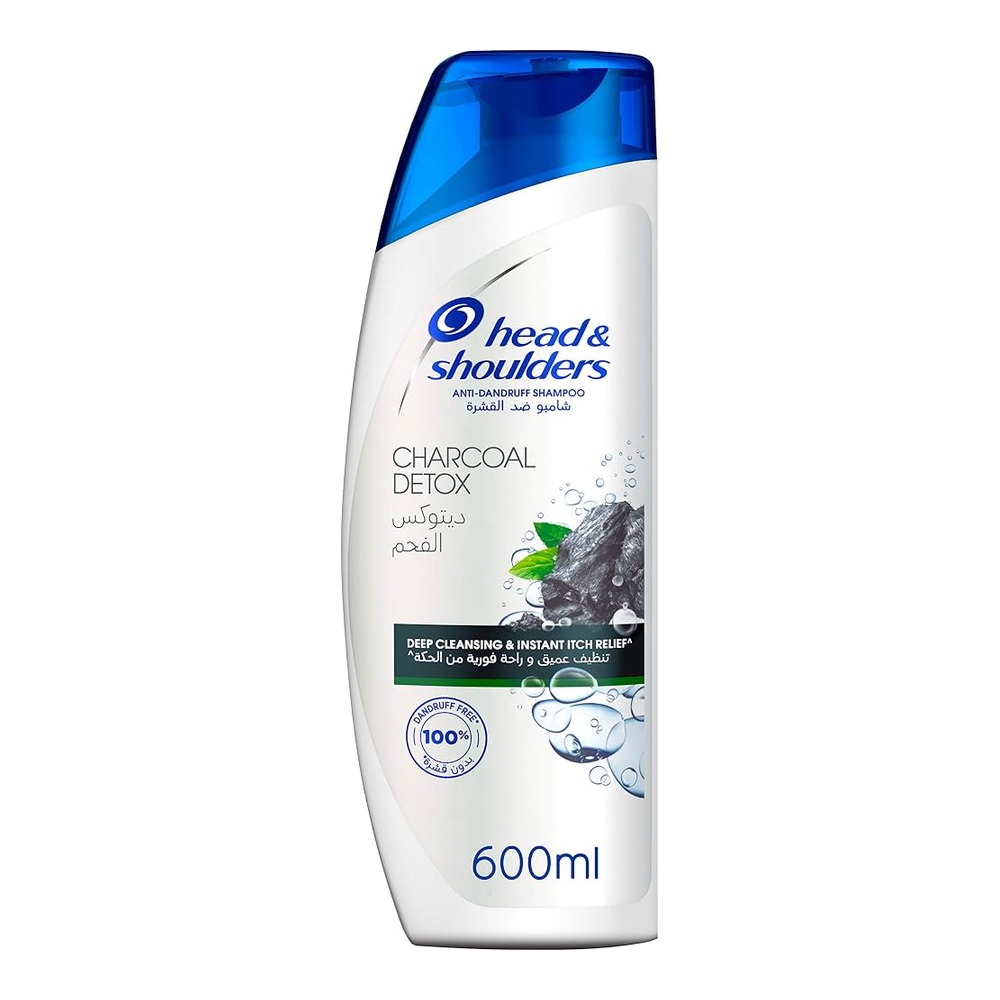 head &
shoulders
ANTI-DANDRUFF SHAMPOO
شامبو ضد القشرة
CHARCOAL
DETOX
ديتوكس
الفحم
DEEP CLEANSING & INSTANT ITCH RELIEF^
تنظيف عميق و راحة فورية من الحكة^
DANDRUFF FREE*
100%
بدون قشرة*
600ml